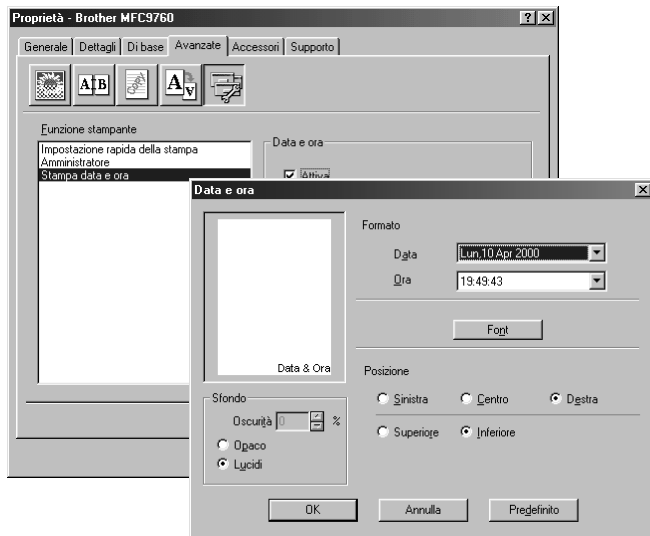 Proprietà - Brother MFC9760
Generale Dettagli Di base Avanzate Accessori Supporto
A B
Copy
A
A
Funzione stampante
Impostazione rapida della stampa
Amministratore
Stampa data e ora
Data e ora
Attiva
Data e ora
Data & Ora
Sfondo
Oscurità 0 %
Opaco
Lucidi
Formato
Data Lun,10 Apr 2000
Ora 19:49:43
Font
Posizione
Sinistra Centro Destra
Superiore Inferiore
OK Annulla Predefinito